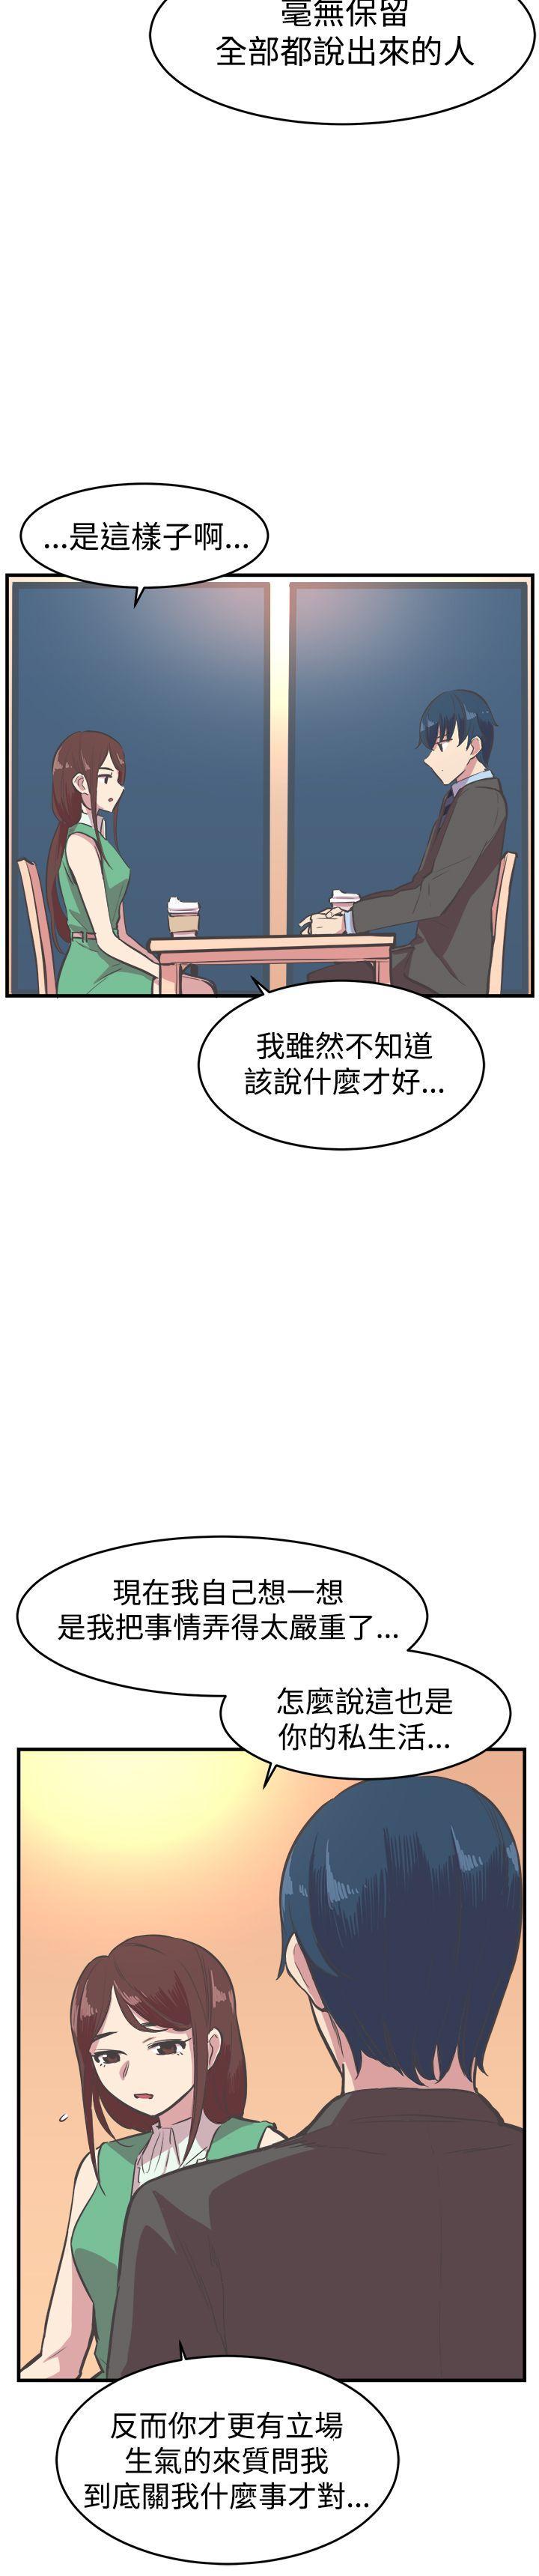 毫無保留
全部都說出來的人
...是這樣子啊...
我雖然不知道
該說什麼才好...
現在我自己想一想
是我把事情弄得太嚴重了...
怎麼說這也是
你的私生活...
反而你才更有立場
生氣的來質問我
到底關我什麼事才對...